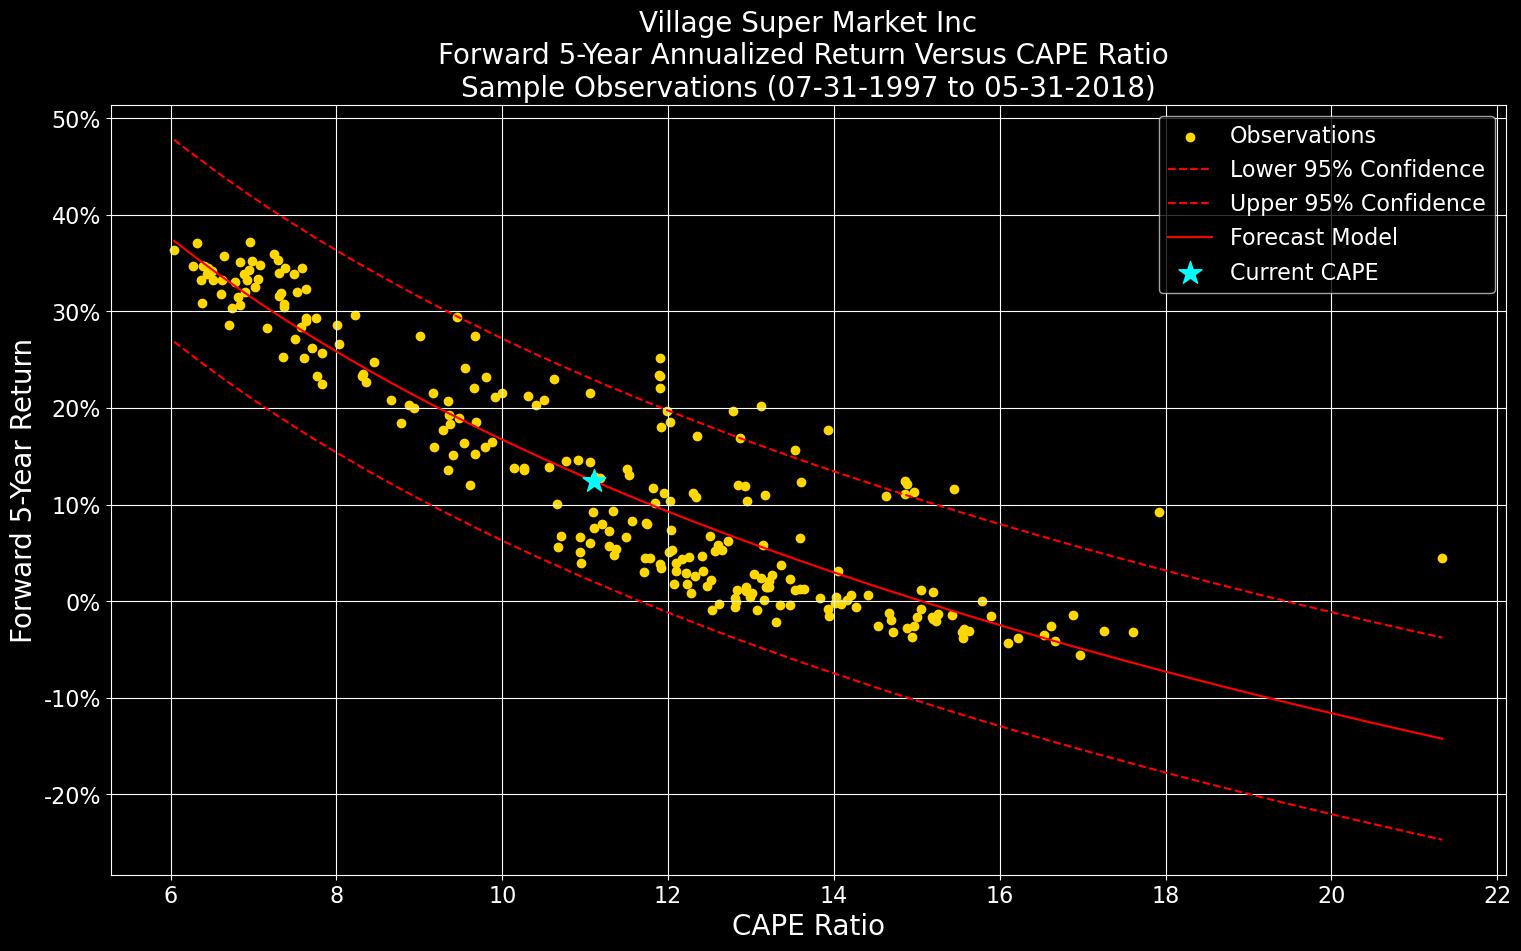 Village Super Market Inc
Forward 5-Year Annualized Return Versus CAPE Ratio
Sample Observations (07-31-1997 to 05-31-2018)
Forward 5-Year Return
50%
40%
30%
20%
10%
0%
-10%
-20%
Observations
Lower 95% Confidence
Upper 95% Confidence
Forecast Model
Current CAPE
6 8 10 12 14 16 18 20 22
CAPE Ratio